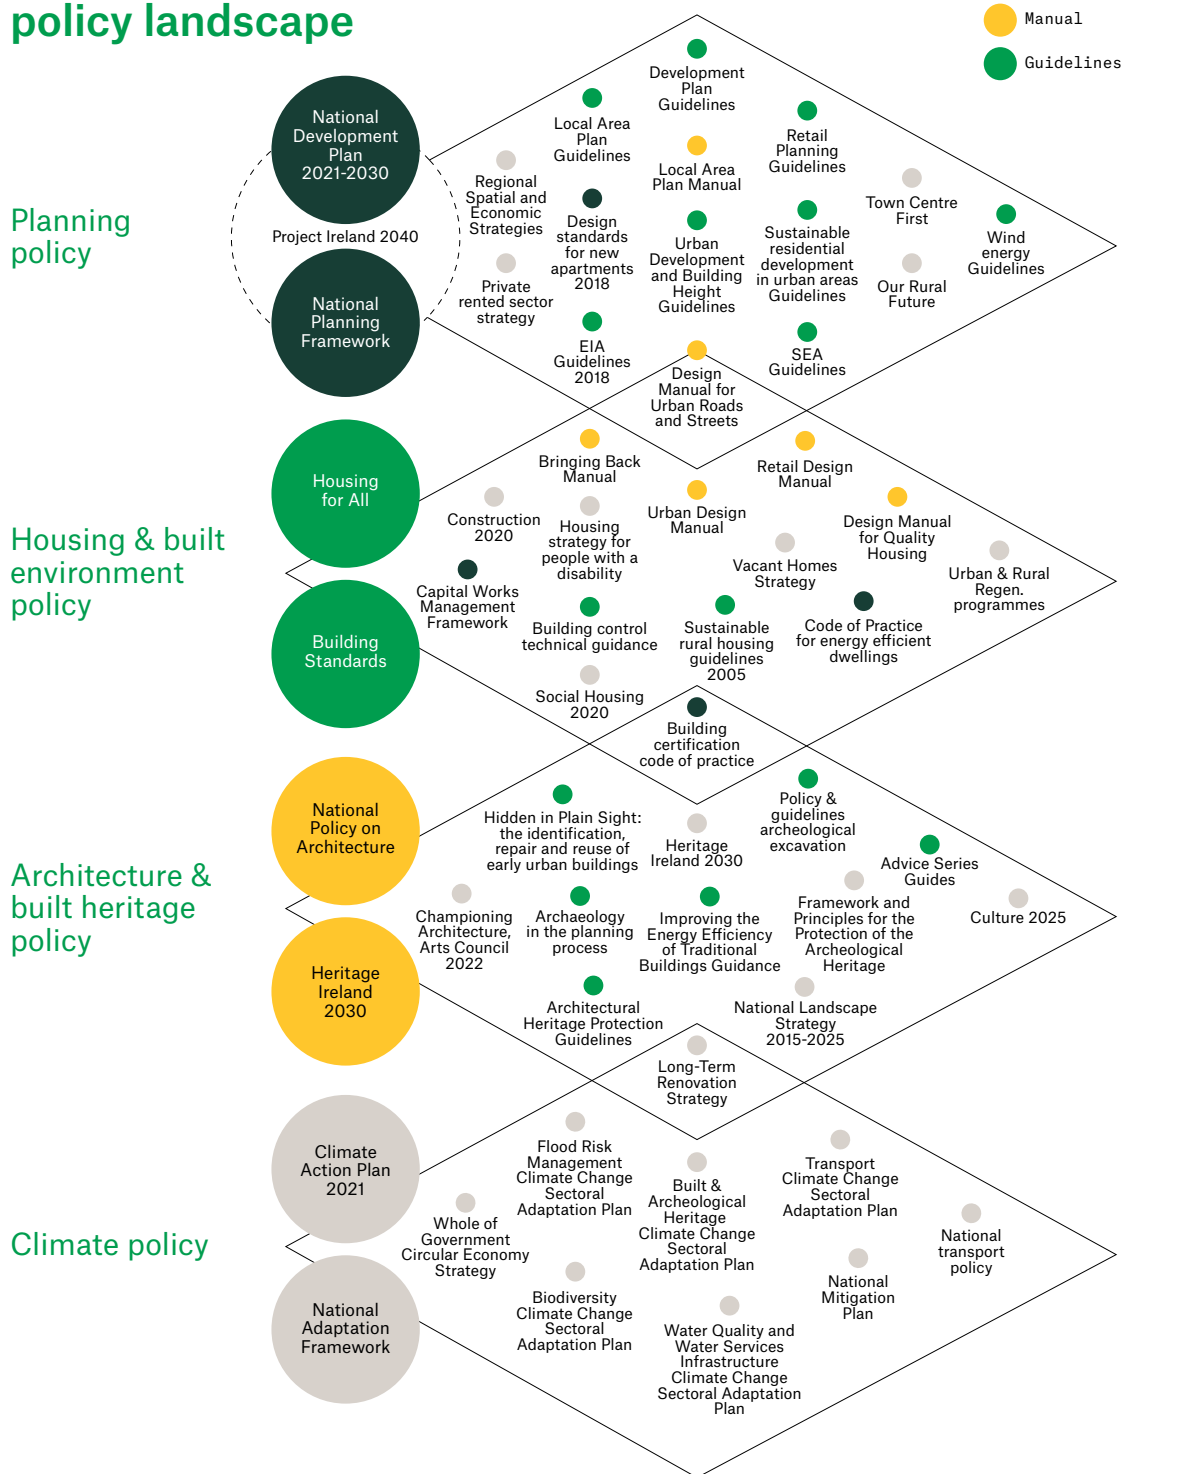 policy landscape
Manual
Guidelines
Planning
policy
National
Development
Plan
2021-2030
Project Ireland 2040
National
Planning
Framework
Development
Plan
Guidelines
Local Area
Plan
Guidelines
Retail
Planning
Guidelines
Local Area
Plan Manual
Regional
Spatial and
Economic
Strategies
Town Centre
First
Design
standards
for new
apartments
2018
Urban
Development
and Building
Height
Guidelines
Sustainable
residential
development
in urban areas
Guidelines
Wind
energy
Guidelines
Private
rented sector
strategy
Our Rural
Future
EIA
Guidelines
2018
SEA
Guidelines
Design
Manual for
Urban Roads
and Streets
Housing & built
environment
policy
Housing
for All
Building
Standards
Bringing Back
Manual
Retail Design
Manual
Construction
2020
Housing
strategy for
people with a
disability
Urban Design
Manual
Design Manual
for Quality
Housing
Vacant Homes
Strategy
Urban & Rural
Regen.
programmes
Capital Works
Management
Framework
Building control
technical guidance
Sustainable
rural housing
guidelines
2005
Code of Practice
for energy efficient
dwellings
Social Housing
2020
Building
certification
code of practice
Architecture &
built heritage
policy
National
Policy on
Architecture
Heritage
Ireland
2030
Hidden in Plain Sight:
the identification,
repair and reuse of
early urban buildings
Heritage
Ireland 2030
Policy &
guidelines
archeological
excavation
Advice Series
Guides
Championing
Architecture,
Arts Council
2022
Archaeology
in the planning
process
Improving the
Energy Efficiency
of Traditional
Buildings Guidance
Framework and
Principles for the
Protection of the
Archeological
Heritage
Culture 2025
Architectural
Heritage Protection
Guidelines
National Landscape
Strategy
2015-2025
Long-Term
Renovation
Strategy
Climate policy
Climate
Action Plan
2021
National
Adaptation
Framework
Flood Risk
Management
Climate Change
Sectoral
Adaptation Plan
Built &
Archeological
Heritage
Climate Change
Sectoral
Adaptation Plan
Transport
Climate Change
Sectoral
Adaptation Plan
Whole of
Government
Circular Economy
Strategy
National
transport
policy
Biodiversity
Climate Change
Sectoral
Adaptation Plan
National
Mitigation
Plan
Water Quality and
Water Services
Infrastructure
Climate Change
Sectoral Adaptation
Plan